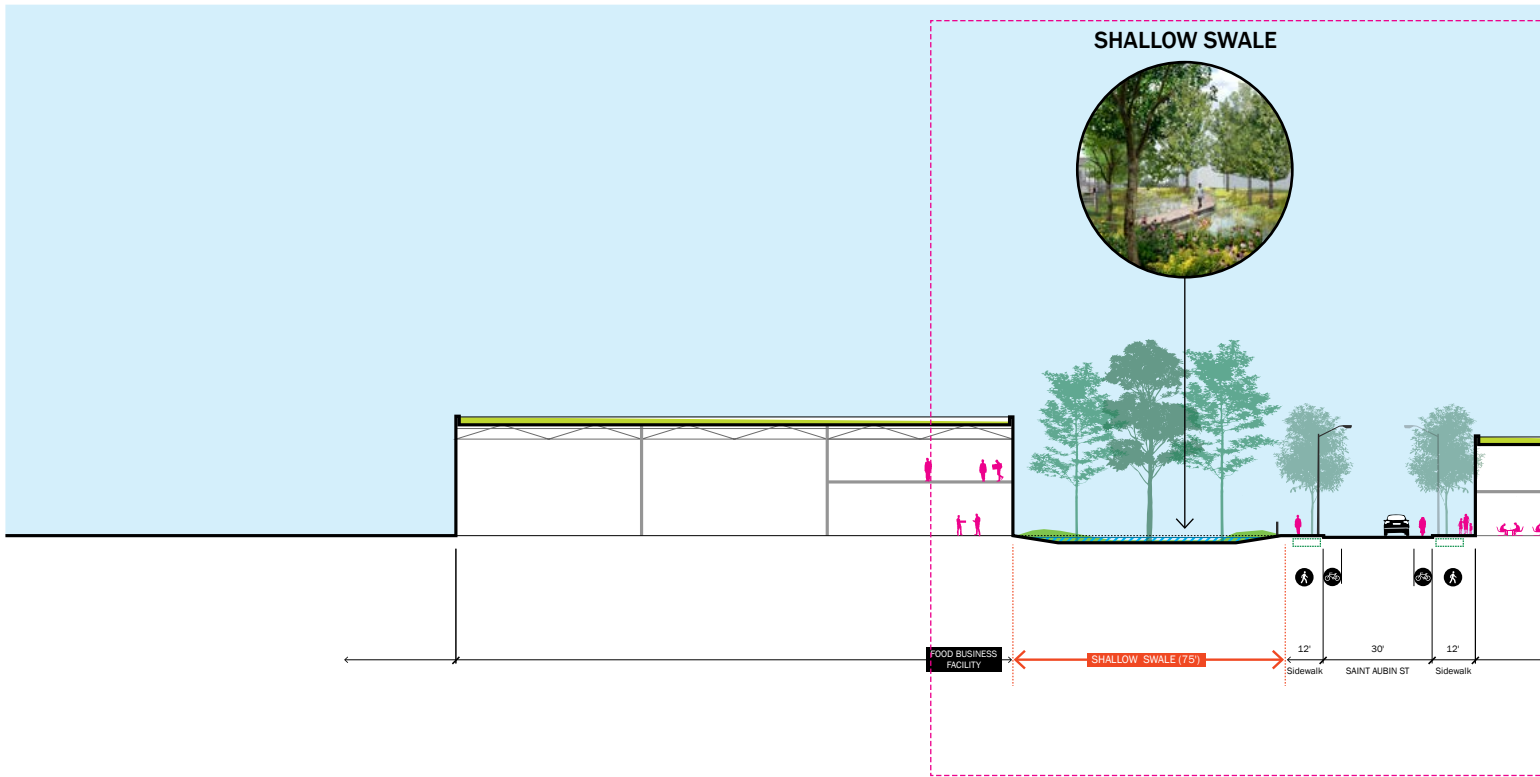 SHALLOW SWALE
FOOD BUSINESS
FACILITY
SHALLOW SWALE (75')
12'
Sidewalk
30'
SAINT AUBIN ST
12'
Sidewalk